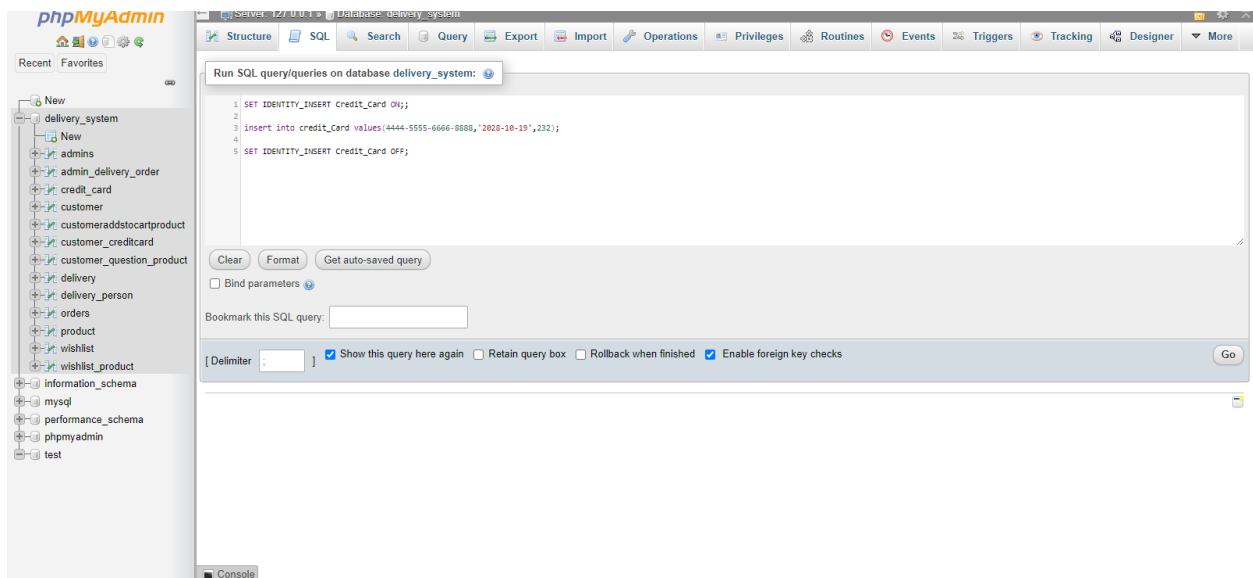 phpMyAdmin
Server: 127.0.0.1 » Database: delivery_system
Structure SQL Search Query Export Import Operations Privileges Routines Events Triggers Tracking Designer More
Recent Favorites
Run SQL query/queries on database delivery_system:
1 SET IDENTITY_INSERT Credit_Card ON;;
2
3 insert into credit_Card values(4444-5555-6666-8888,'2028-10-19',232);
4
5 SET IDENTITY_INSERT Credit_Card OFF;
New
delivery_system
New
admins
admin_delivery_order
credit_card
customer
customeraddstocartproduct
customer_creditcard
customer_question_product
delivery
delivery_person
orders
product
wishlist
wishlist_product
information_schema
mysql
performance_schema
phpmyadmin
test
Clear Format Get auto-saved query
Bind parameters
Bookmark this SQL query:
[ Delimiter ; ] Show this query here again Retain query box Rollback when finished Enable foreign key checks Go
Console